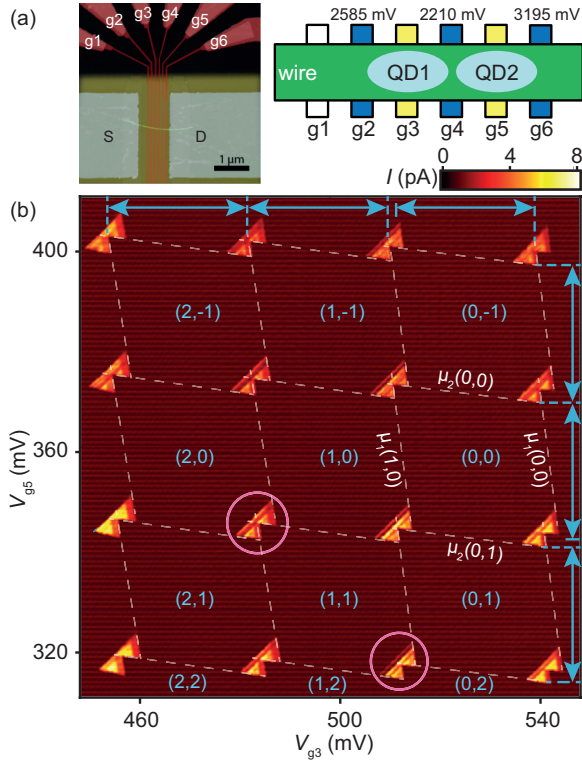 (a)
g1
g2
g3
g4
g5
g6
S
D
1 μm
2585 mV
2210 mV
3195 mV
wire
QD1
QD2
g1
g2
g3
g4
g5
g6
I (pA)
0
4
8
(b)
400
360
320
V_g5 (mV)
(2,-1)
(1,-1)
(0,-1)
μ₂(0,0)
(2,0)
(1,0)
μ₁(1,0)
(0,0)
μ₁(0,0)
μ₂(0,1)
(2,1)
(1,1)
(0,1)
(2,2)
(1,2)
(0,2)
460
500
540
V_g3 (mV)